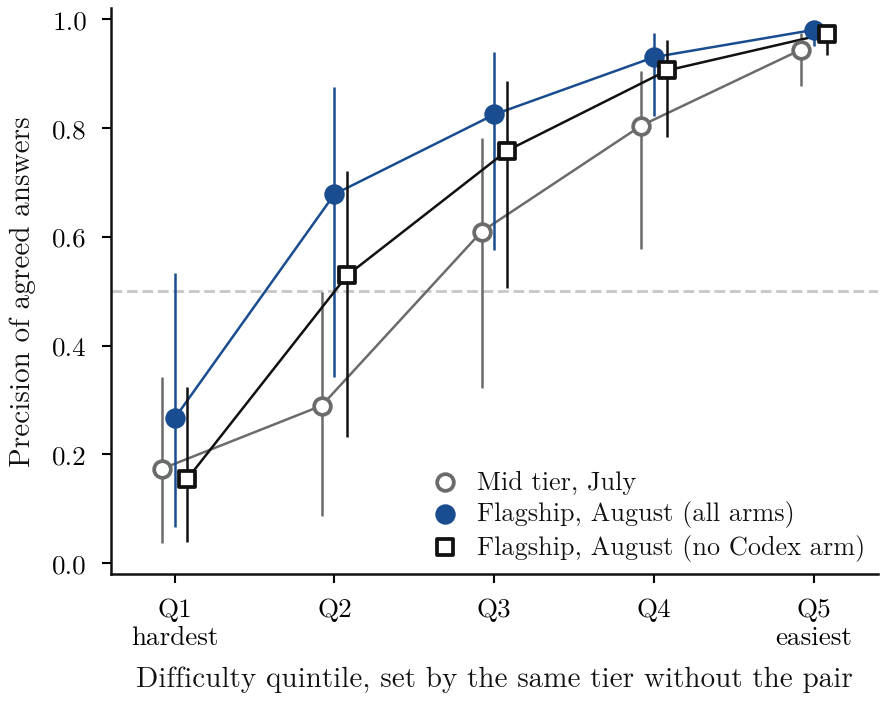 Precision of agreed answers
1.0
0.8
0.6
0.4
0.2
0.0
Mid tier, July
Flagship, August (all arms)
Flagship, August (no Codex arm)
Q1 Q2 Q3 Q4 Q5
hardest easiest
Difficulty quintile, set by the same tier without the pair